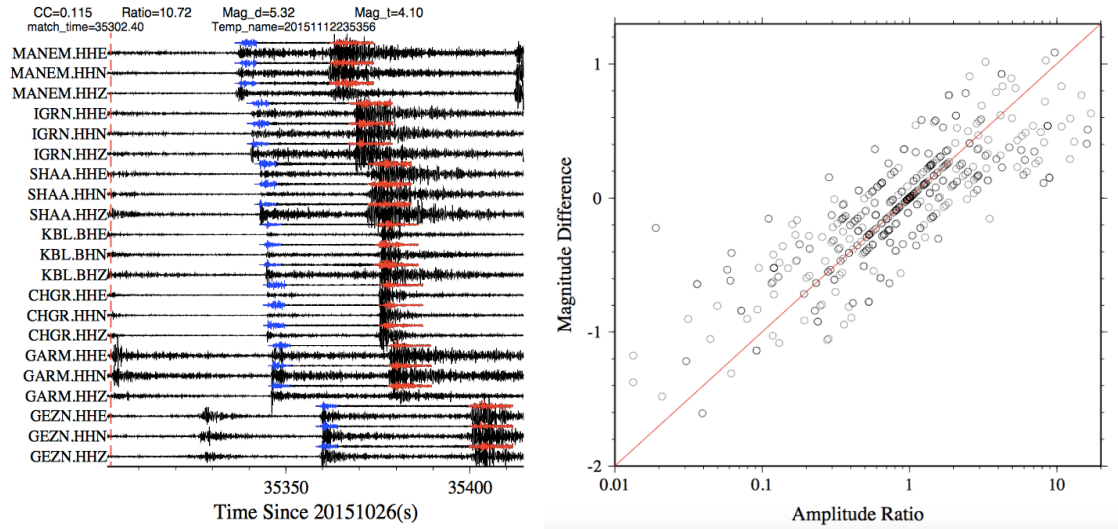 CC=0.115 Ratio=10.72 Mag_d=5.32 Mag_t=4.10
match_time=35302.40 Temp_name=20151112235356
MANEM.HHE
MANEM.HHN
MANEM.HHZ
IGRN.HHE
IGRN.HHN
IGRN.HHZ
SHAA.HHE
SHAA.HHN
SHAA.HHZ
KBL.BHE
KBL.BHN
KBL.BHZ
CHGR.HHE
CHGR.HHN
CHGR.HHZ
GARM.HHE
GARM.HHN
GARM.HHZ
GEZN.HHE
GEZN.HHN
GEZN.HHZ
35350 35400
Time Since 20151026(s)
Magnitude Difference
1
0
-1
-2
0.01 0.1 1 10
Amplitude Ratio